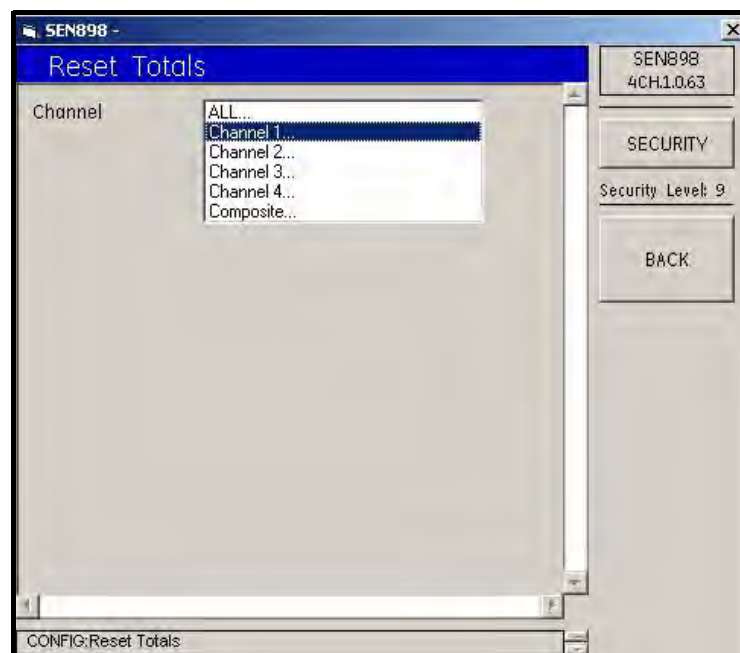 SEN898 -
Reset Totals
SEN898
4CH.1.0.63
Channel
ALL...
Channel 1...
Channel 2...
Channel 3...
Channel 4...
Composite...
SECURITY
Security Level: 9
BACK
CONFIG:Reset Totals